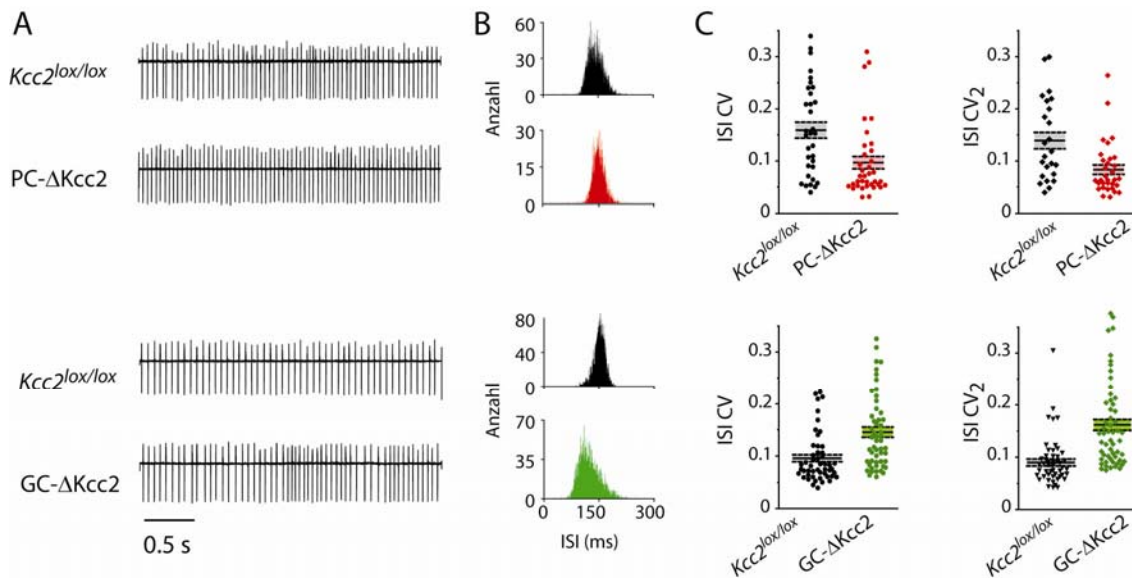 A
B
C
Kcc2lox/lox
PC-ΔKcc2
Kcc2lox/lox
GC-ΔKcc2
0.5 s
Anzahl
60
30
0
30
15
0
Anzahl
80
40
0
70
35
0
0 150 300
ISI (ms)
ISI CV
0.3
0.2
0.1
0
Kcc2lox/lox
PC-ΔKcc2
ISI CV2
0.3
0.2
0.1
0
Kcc2lox/lox
PC-ΔKcc2
ISI CV
0.3
0.2
0.1
0
Kcc2lox/lox
GC-ΔKcc2
ISI CV2
0.3
0.2
0.1
0
Kcc2lox/lox
GC-ΔKcc2